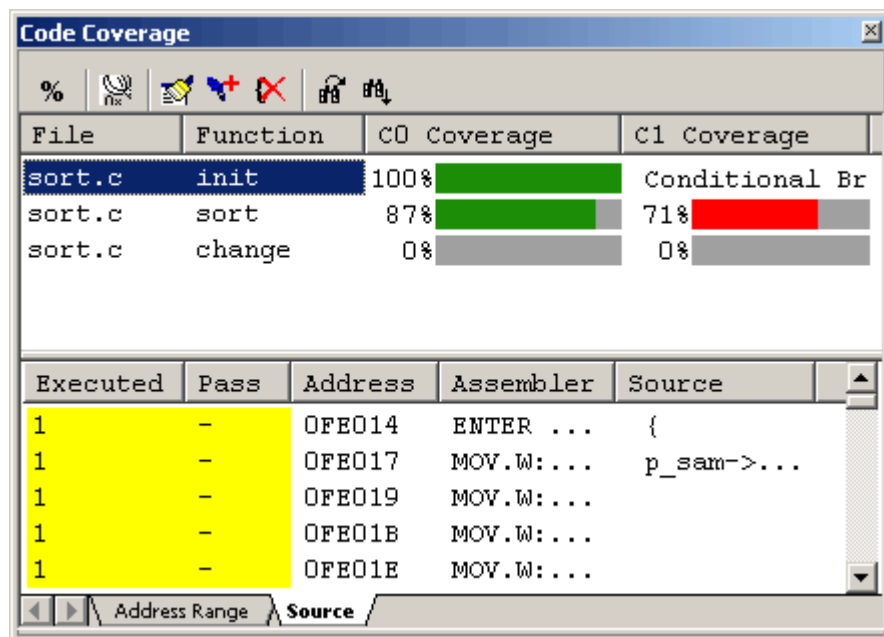 Code Coverage
%
File Function C0 Coverage C1 Coverage
sort.c init 100% Conditional Br
sort.c sort 87% 71%
sort.c change 0% 0%
Executed Pass Address Assembler Source
1 - 0FE014 ENTER ... {
1 - 0FE017 MOV.W:... p_sam->...
1 - 0FE019 MOV.W:...
1 - 0FE01B MOV.W:...
1 - 0FE01E MOV.W:...
Address Range Source